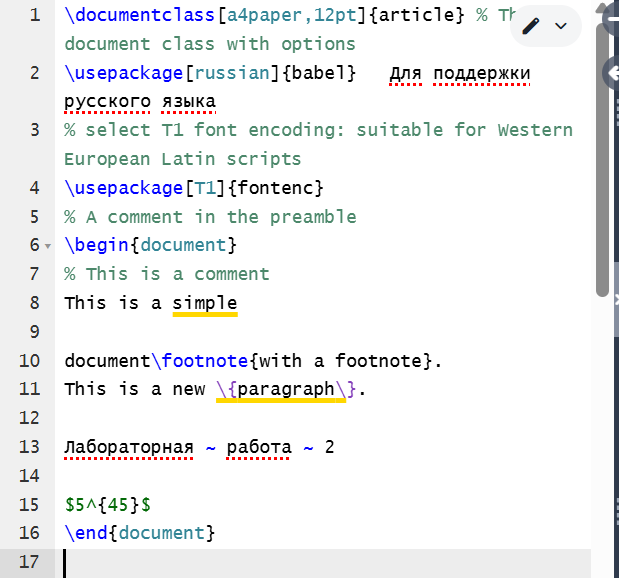 1 \documentclass[a4paper,12pt]{article} %
document class with options
2 \usepackage[russian]{babel}   Для поддержки
русского языка
3 % select T1 font encoding: suitable for Western
European Latin scripts
4 \usepackage[T1]{fontenc}
5 % A comment in the preamble
6 \begin{document}
7 % This is a comment
8 This is a simple
9
10 document\footnote{with a footnote}.
11 This is a new \{paragraph\}.
12
13 Лабораторная ~ работа ~ 2
14
15 $5^{45}$
16 \end{document}
17